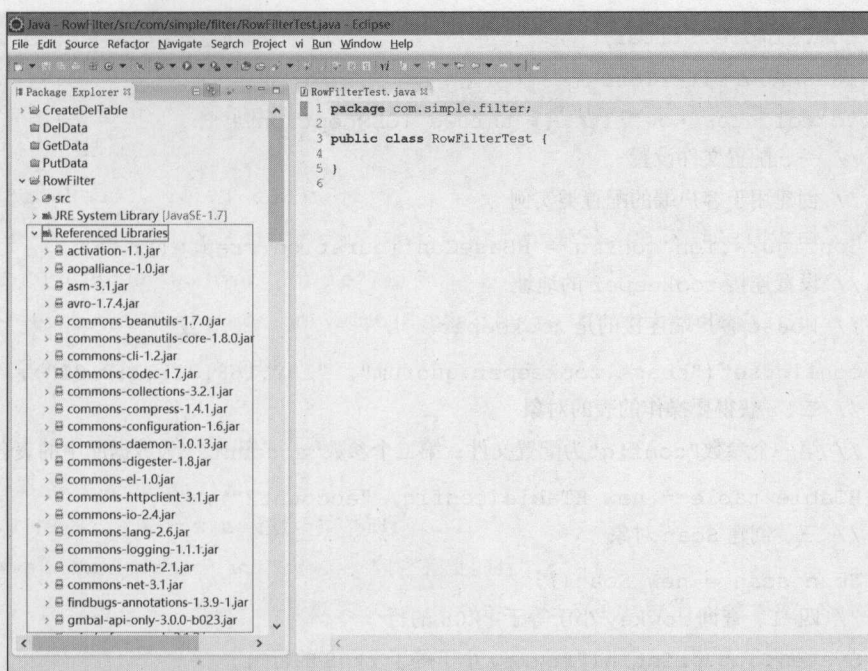 Java - RowFilter/src/com/simple/filter/RowFilterTest.java - Eclipse
File Edit Source Refactor Navigate Search Project vi Run Window Help
Package Explorer
CreateDelTable
DelData
GetData
PutData
RowFilter
src
JRE System Library [JavaSE-1.7]
Referenced Libraries
activation-1.1.jar
aopalliance-1.0.jar
asm-3.1.jar
avro-1.7.4.jar
commons-beanutils-1.7.0.jar
commons-beanutils-core-1.8.0.jar
commons-cli-1.2.jar
commons-codec-1.7.jar
commons-collections-3.2.1.jar
commons-compress-1.4.1.jar
commons-configuration-1.6.jar
commons-daemon-1.0.13.jar
commons-digester-1.8.jar
commons-el-1.0.jar
commons-httpclient-3.1.jar
commons-io-2.4.jar
commons-lang-2.6.jar
commons-logging-1.1.1.jar
commons-math-2.1.jar
commons-net-3.1.jar
findbugs-annotations-1.3.9-1.jar
gmbal-api-only-3.0.0-b023.jar
RowFilterTest.java
1 package com.simple.filter;
2
3 public class RowFilterTest {
4
5 }
6